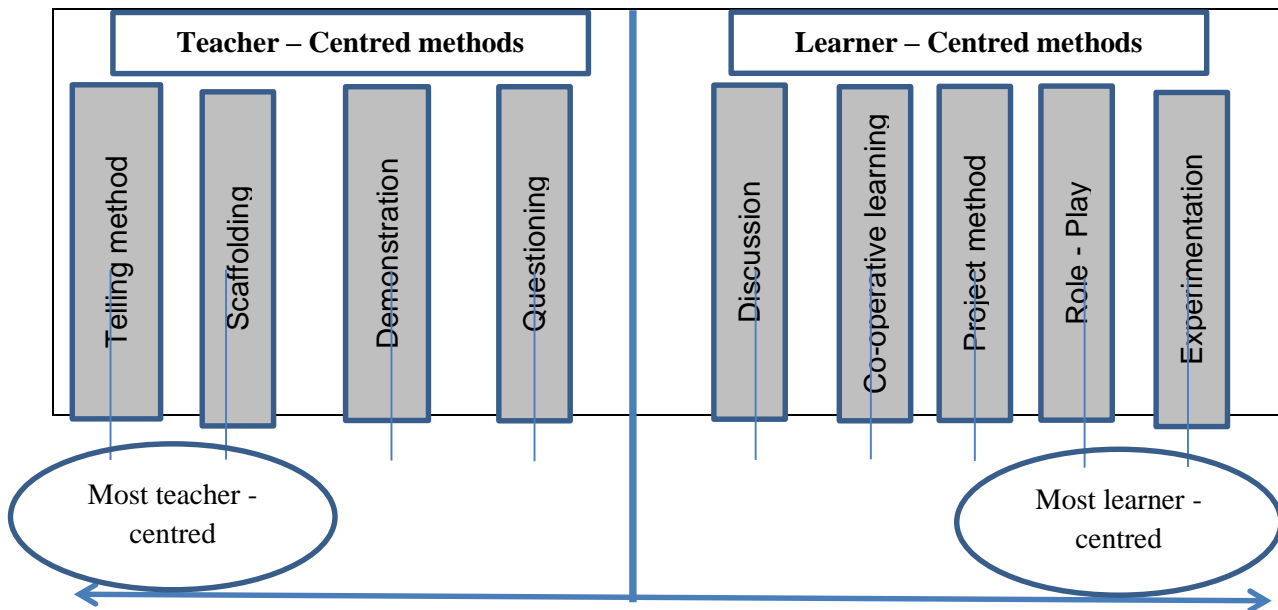 Teacher – Centred methods
Learner – Centred methods
Telling method
Scaffolding
Demonstration
Questioning
Discussion
Co-operative learning
Project method
Role - Play
Experimentation
Most teacher -
centred
Most learner -
centred